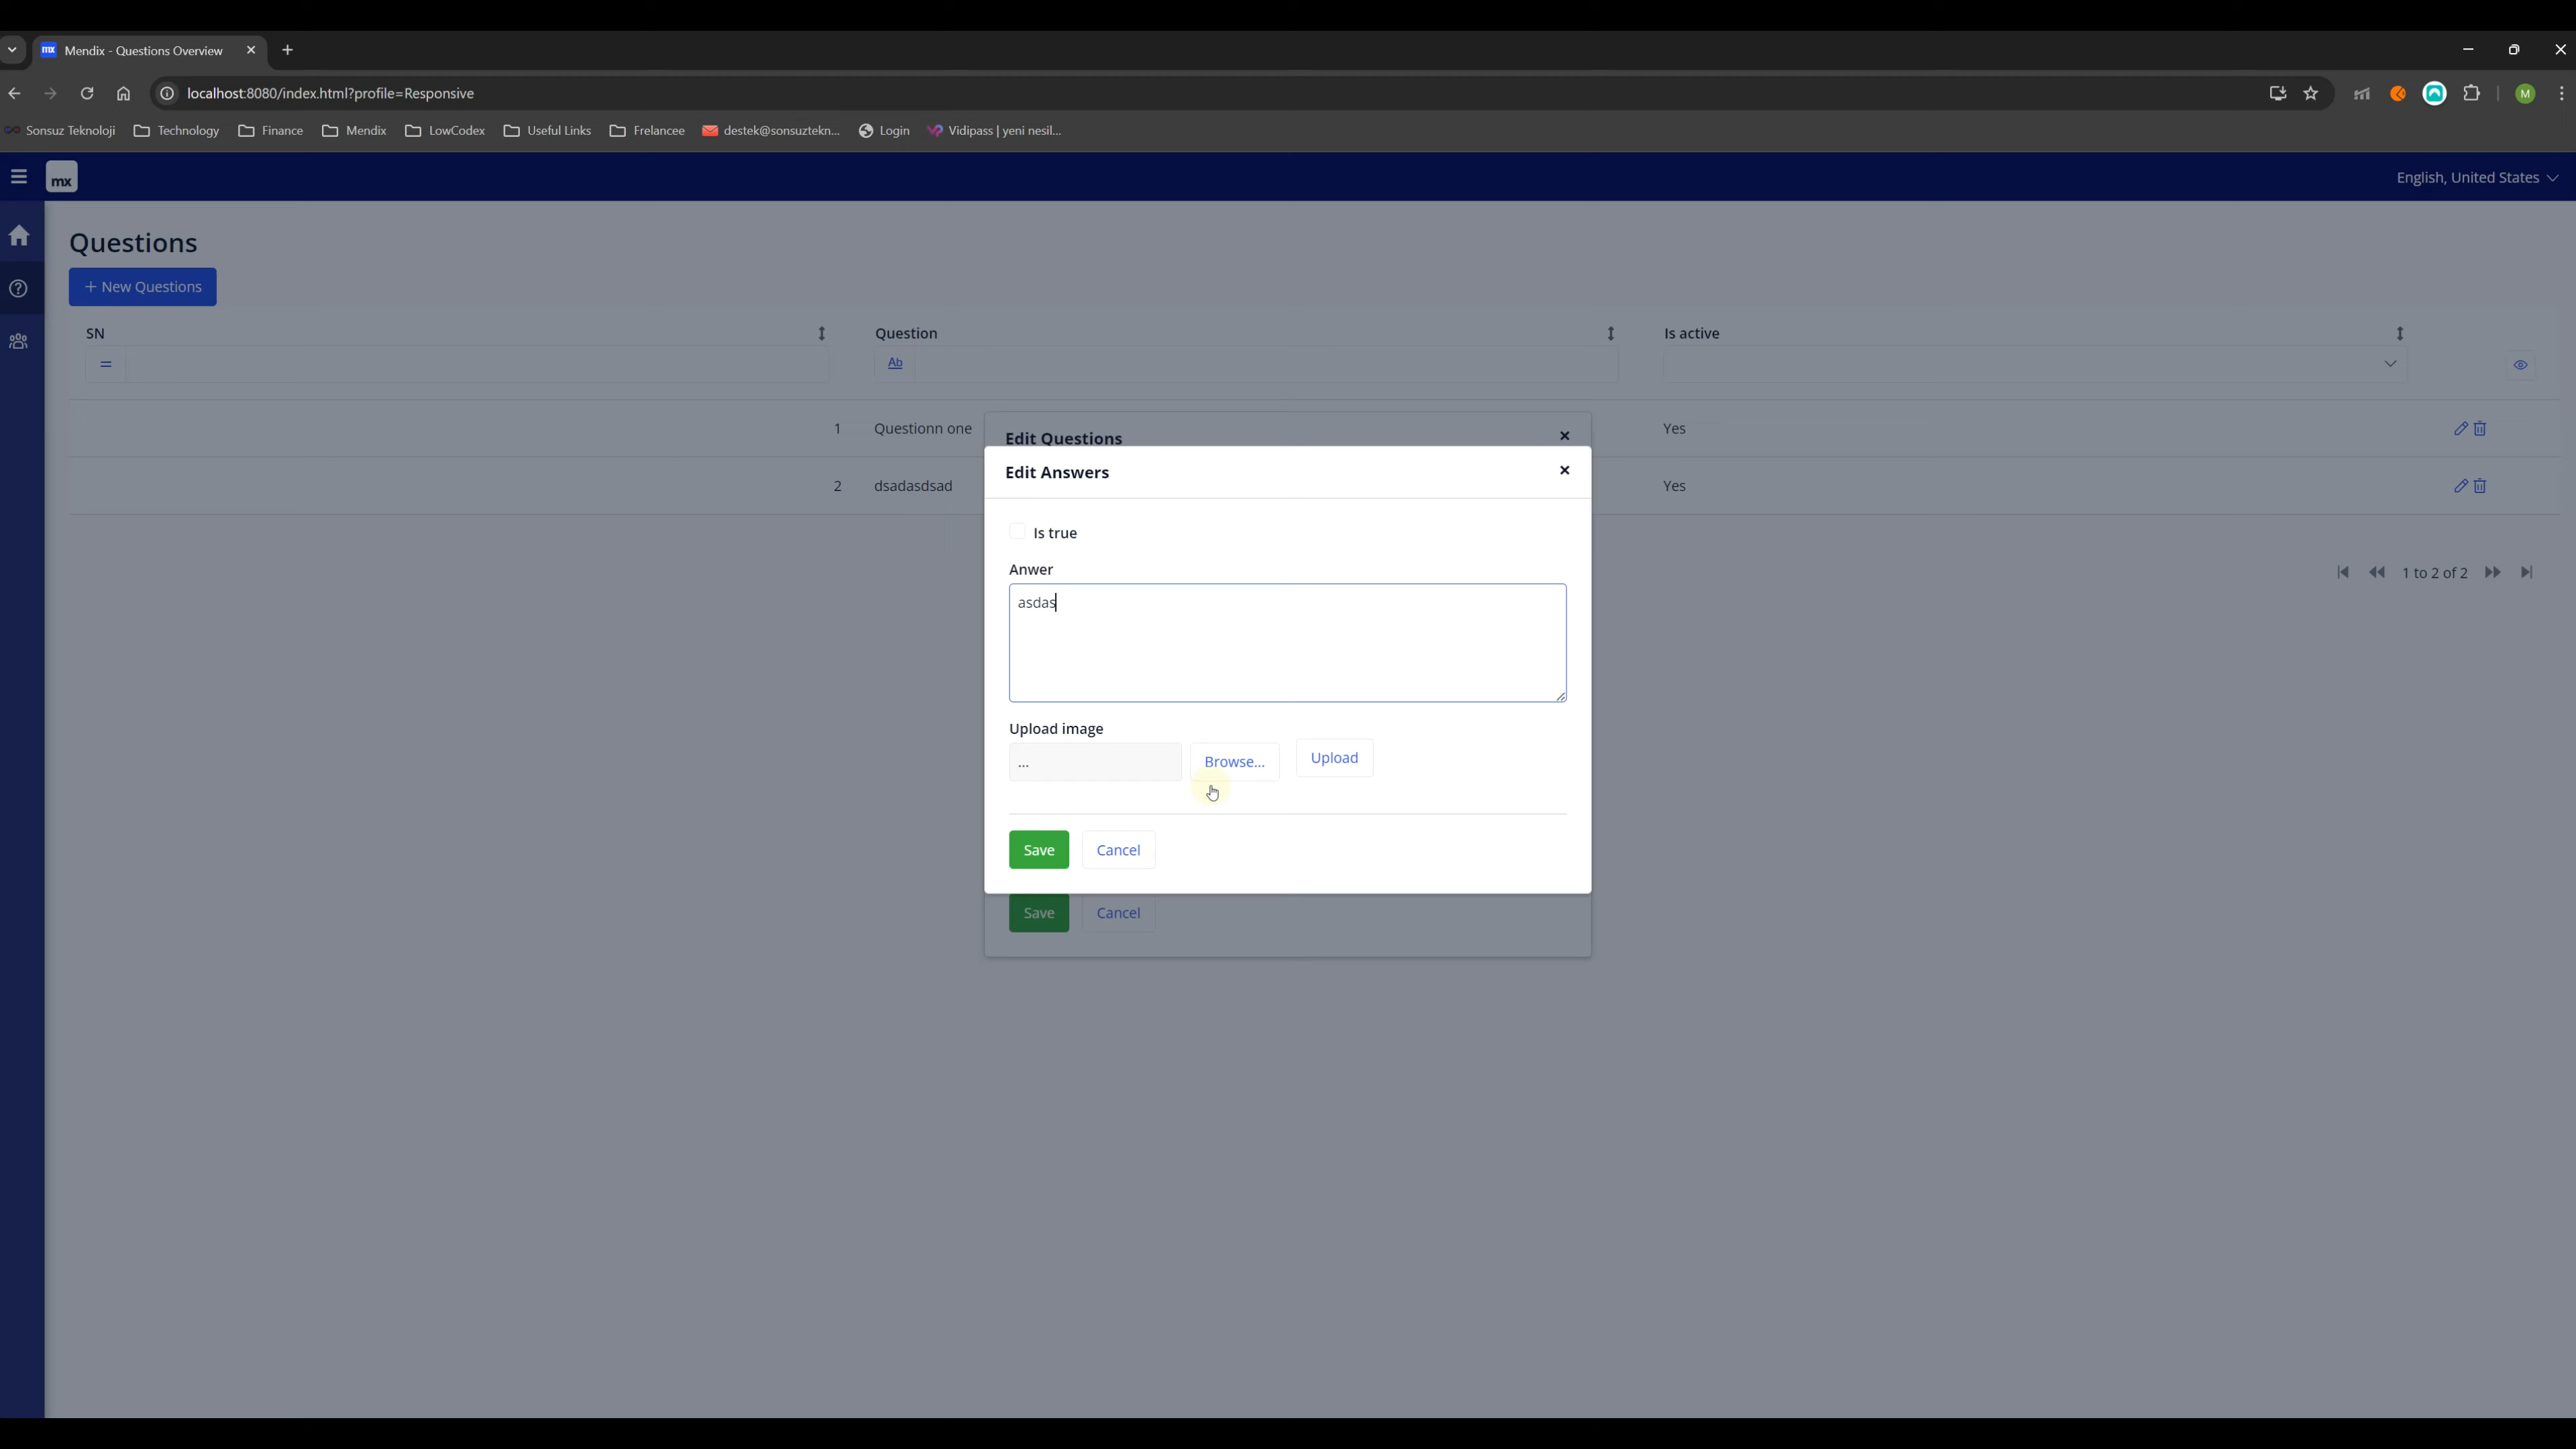 mx Mendix - Questions Overview
localhost:8080/index.html?profile=Responsive
M
Sonsuz Teknoloji Technology Finance Mendix LowCodex Useful Links Frelancee destek@sonsuztekn... Login Vidipass | yeni nesil...
mx English, United States
Questions
+ New Questions
SN Question Is active
= Ab
1 Questionn one Yes
2 dsadasdsad Yes
1 to 2 of 2
Edit Questions
Edit Answers
Is true
Anwer
asdas
Upload image
... Browse... Upload
Save Cancel
Save Cancel